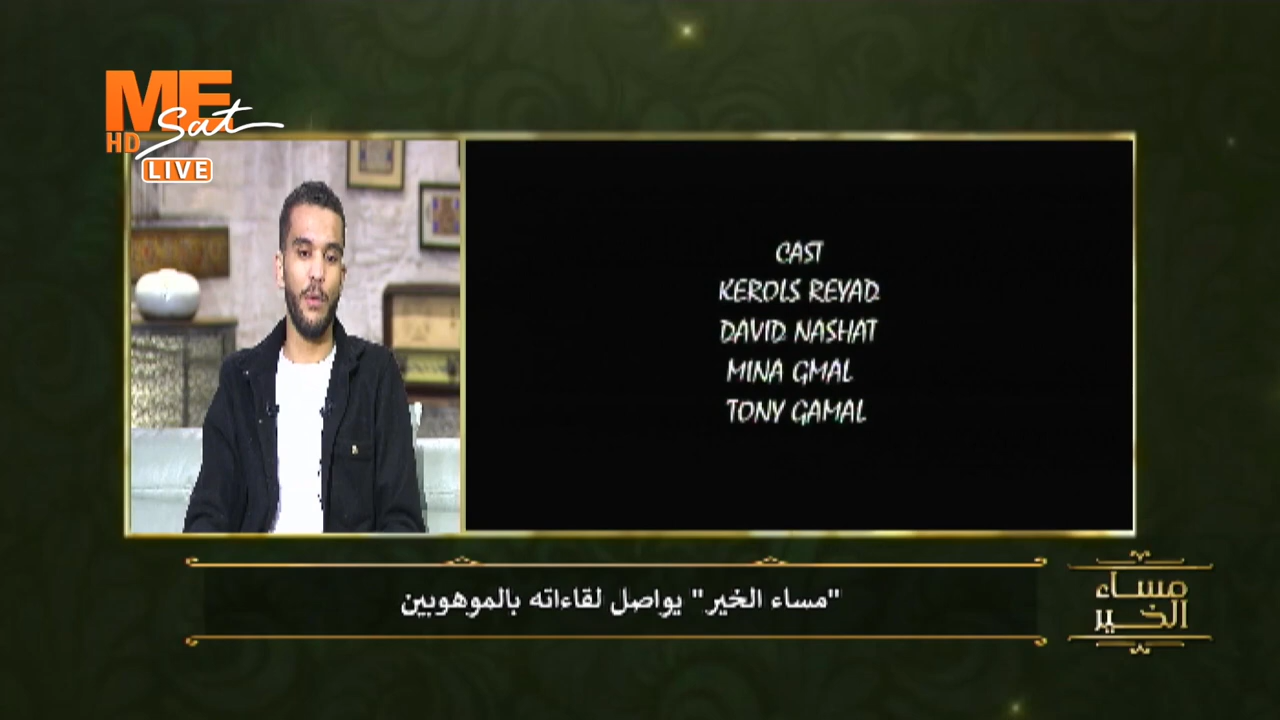 ME
Sat
HD
LIVE
CAST
KEROLS REYAD
DAVID NASHAT
MINA GMAL
TONY GAMAL
"مساء الخير" يواصل لقاءاته بالموهوبين
مساء
الخير